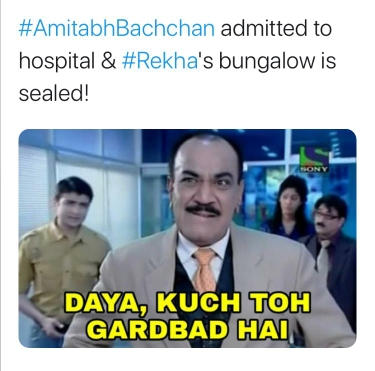 #AmitabhBachchan admitted to
hospital & #Rekha's bungalow is
sealed!
SONY
DAYA, KUCH TOH
GARDBAD HAI